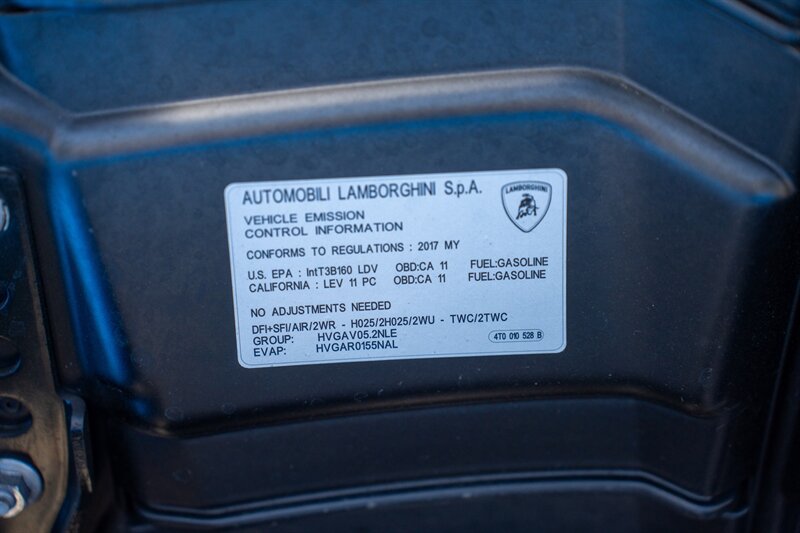 AUTOMOBILI LAMBORGHINI S.p.A.
LAMBORGHINI
VEHICLE EMISSION
CONTROL INFORMATION
CONFORMS TO REGULATIONS : 2017 MY
U.S. EPA : IntT3B160 LDV OBD:CA 11 FUEL:GASOLINE
CALIFORNIA : LEV 11 PC OBD:CA 11 FUEL:GASOLINE
NO ADJUSTMENTS NEEDED
DFI+SFI/AIR/2WR - H025/2H025/2WU - TWC/2TWC
GROUP: HVGAV05.2NLE
EVAP: HVGAR0155NAL
4T0 010 528 B